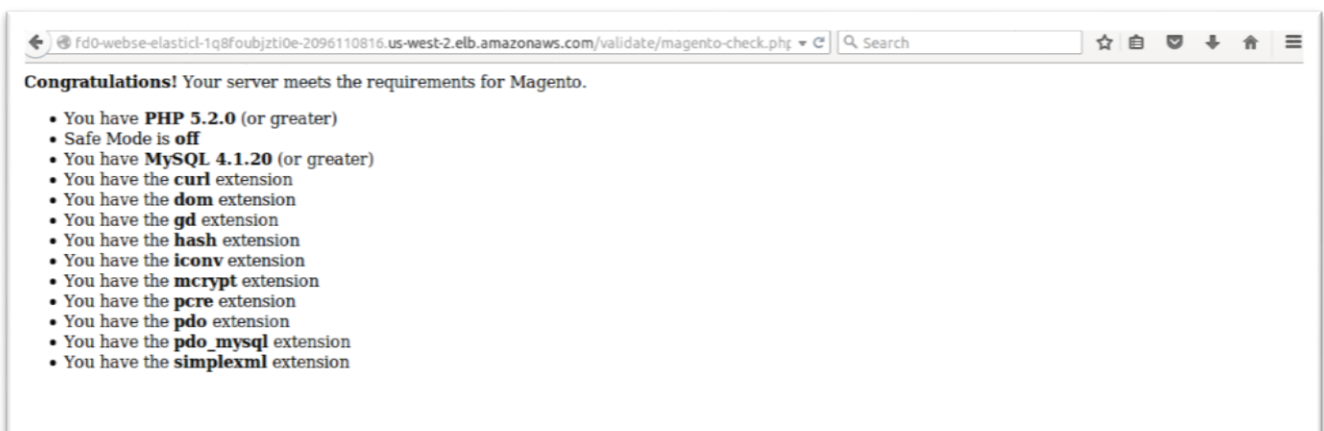 fd0-webse-elasticl-1q8foubjzti0e-2096110816.us-west-2.elb.amazonaws.com/validate/magento-check.php
Search
Congratulations! Your server meets the requirements for Magento.
• You have PHP 5.2.0 (or greater)
• Safe Mode is off
• You have MySQL 4.1.20 (or greater)
• You have the curl extension
• You have the dom extension
• You have the gd extension
• You have the hash extension
• You have the iconv extension
• You have the mcrypt extension
• You have the pcre extension
• You have the pdo extension
• You have the pdo_mysql extension
• You have the simplexml extension